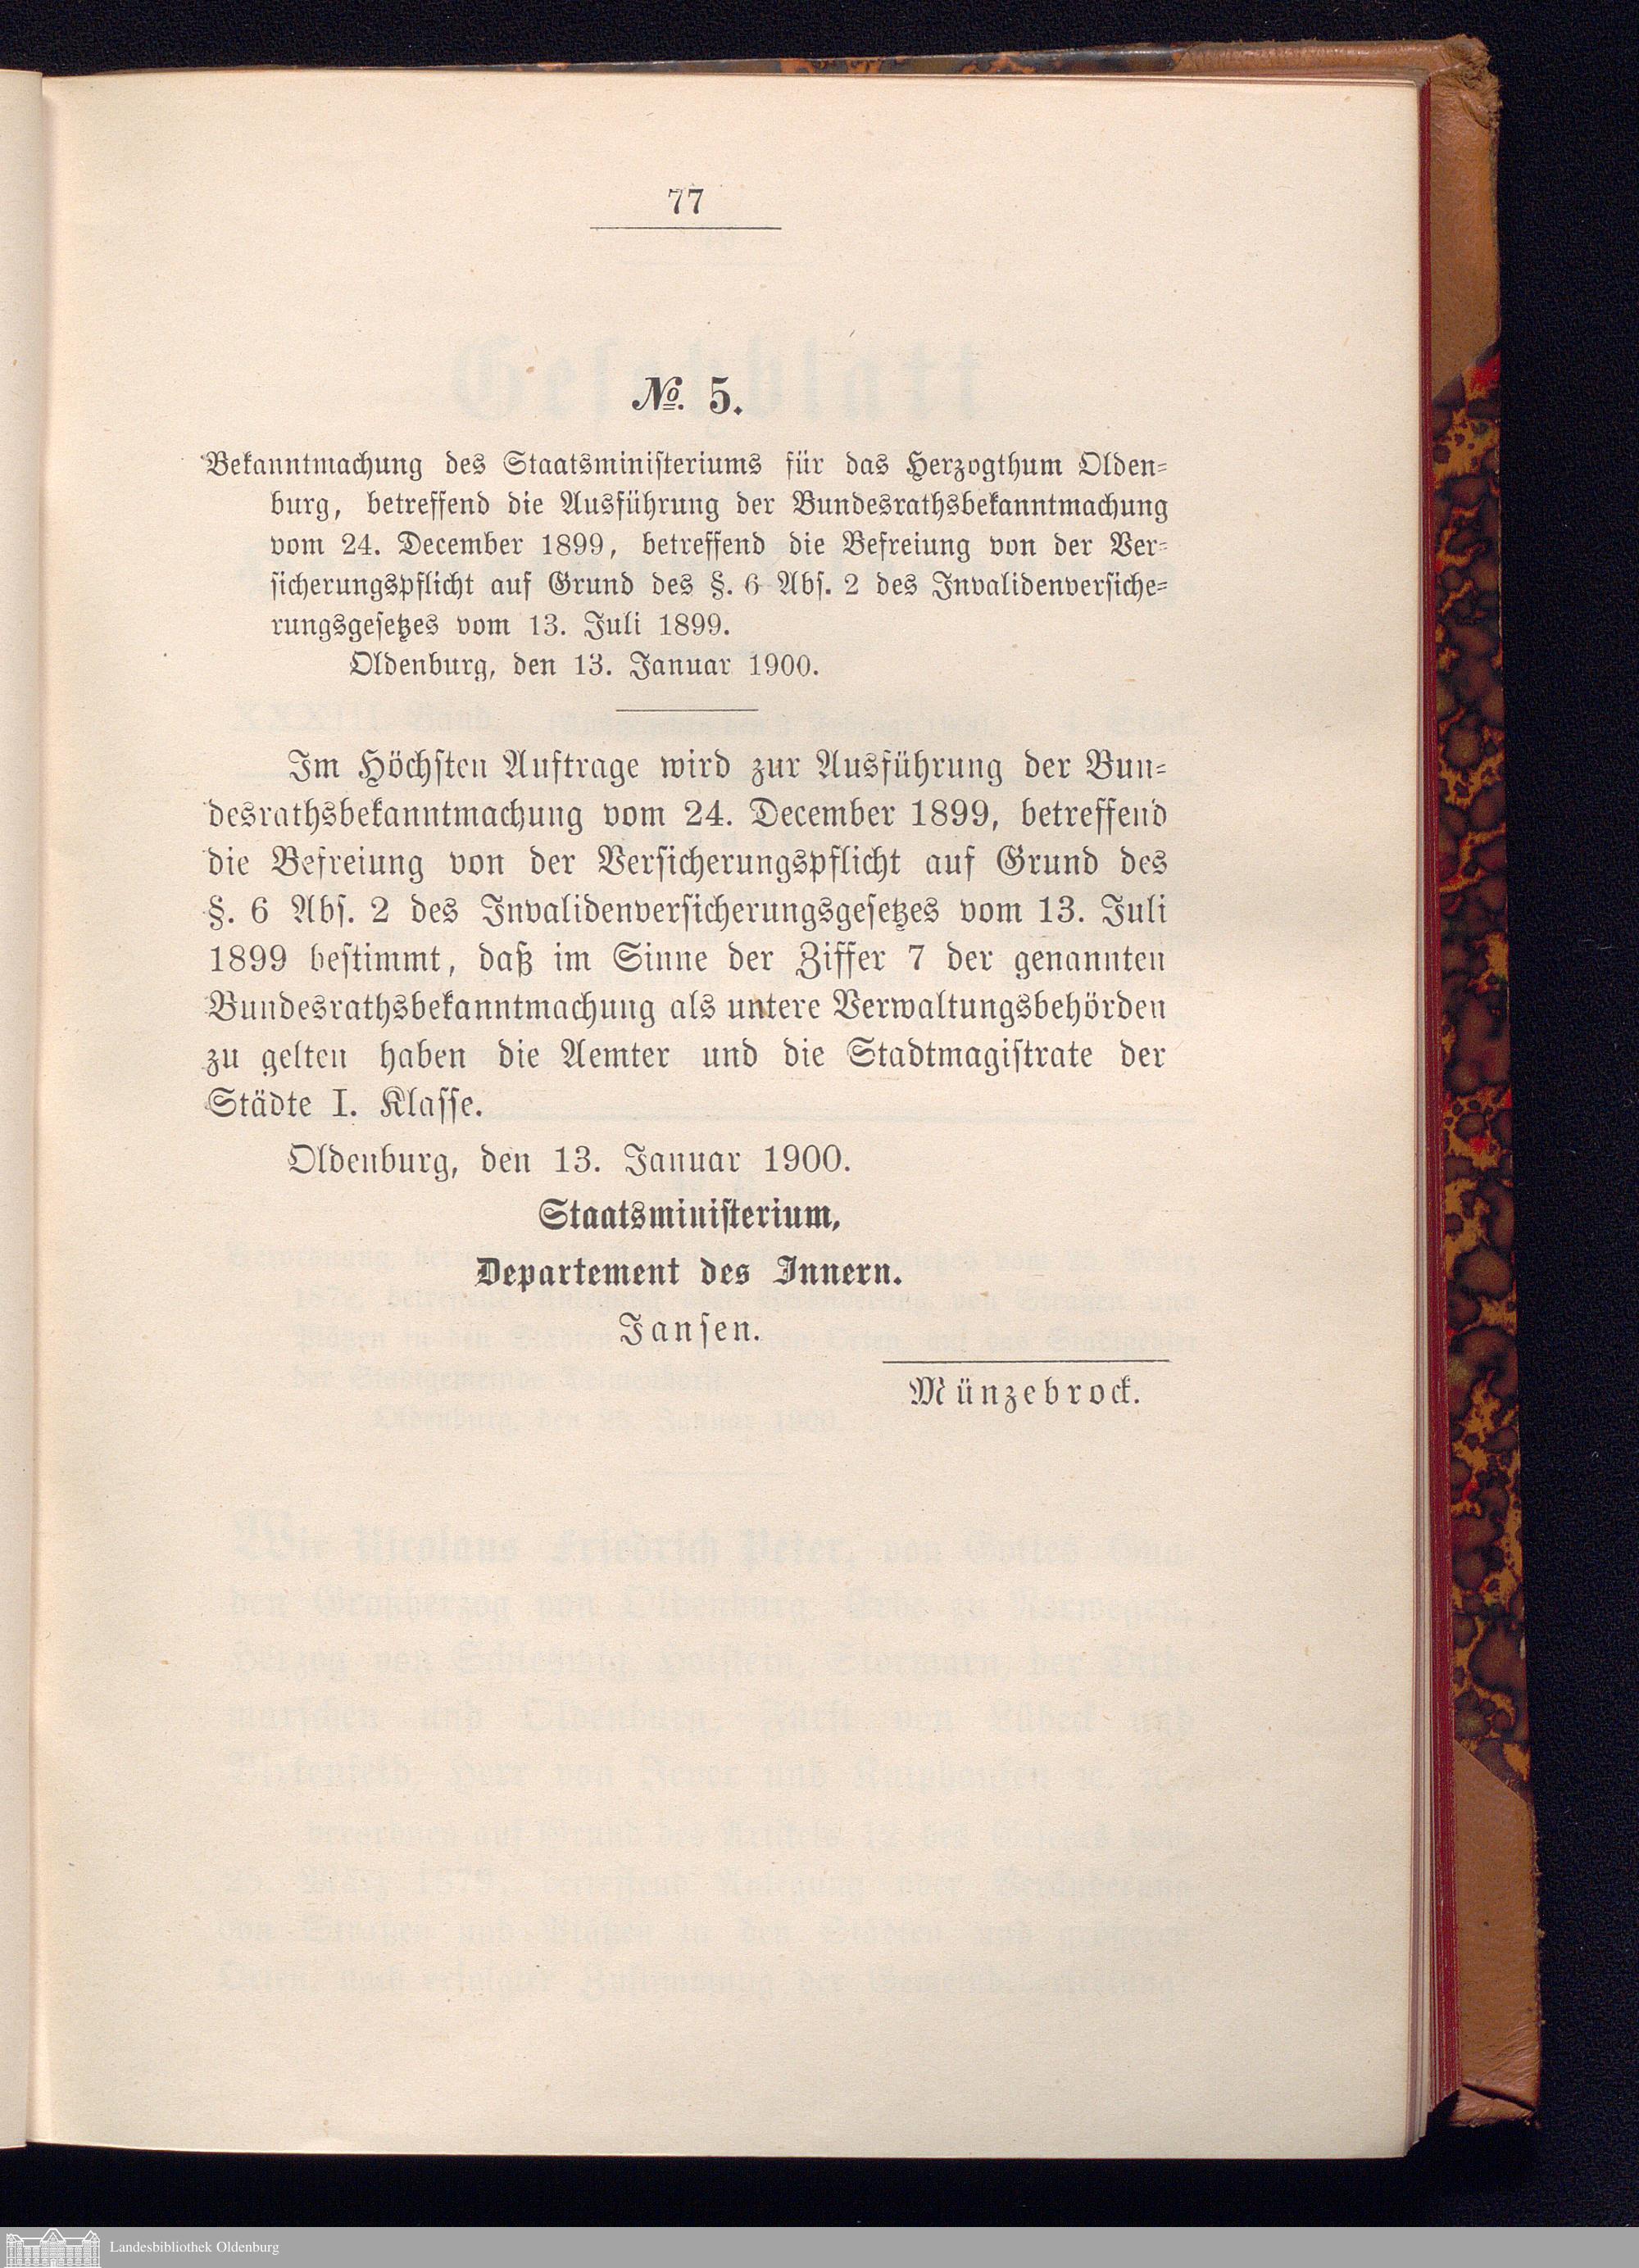 77
No. 5.
Bekanntmachung des Staatsministeriums für das Herzogthum Olden-
burg, betreffend die Ausführung der Bundesrathsbekanntmachung
vom 24. December 1899, betreffend die Befreiung von der Ver-
sicherungspflicht auf Grund des §. 6 Abs. 2 des Invalidenversiche-
rungsgesetzes vom 13. Juli 1899.
Oldenburg, den 13. Januar 1900.
Im Höchsten Auftrage wird zur Ausführung der Bun-
desrathsbekanntmachung vom 24. December 1899, betreffend
die Befreiung von der Versicherungspflicht auf Grund des
§. 6 Abs. 2 des Invalidenversicherungsgesetzes vom 13. Juli
1899 bestimmt, daß im Sinne der Ziffer 7 der genannten
Bundesrathsbekanntmachung als untere Verwaltungsbehörden
zu gelten haben die Aemter und die Stadtmagistrate der
Städte I. Klasse.
Oldenburg, den 13. Januar 1900.
Staatsministerium,
Departement des Innern.
Jansen.
Münzebrock.
Landesbibliothek Oldenburg